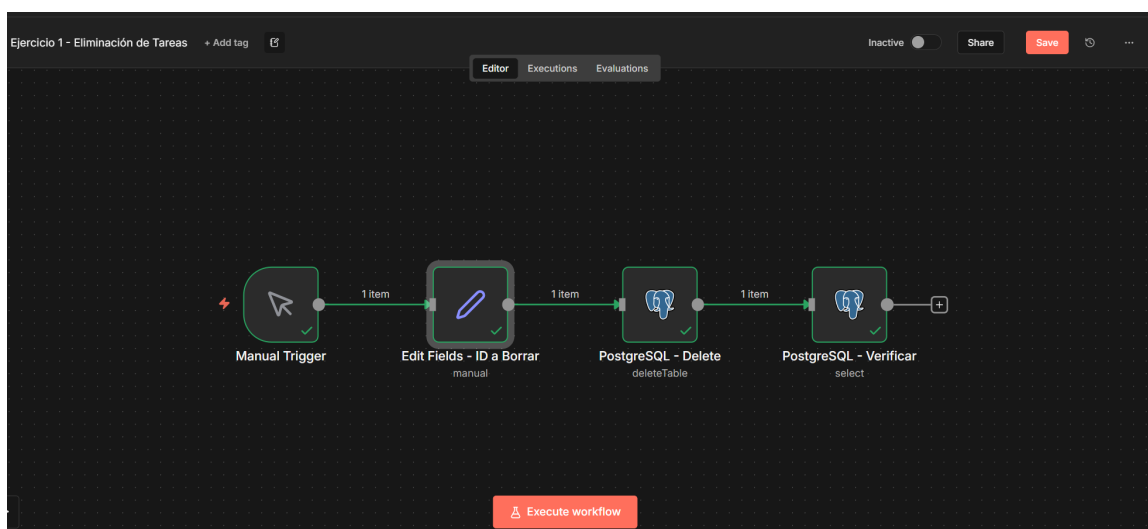 Ejercicio 1 - Eliminación de Tareas + Add tag Inactive Share Save
Editor Executions Evaluations
1 item 1 item 1 item
Manual Trigger Edit Fields - ID a Borrar PostgreSQL - Delete PostgreSQL - Verificar
manual deleteTable select
Execute workflow